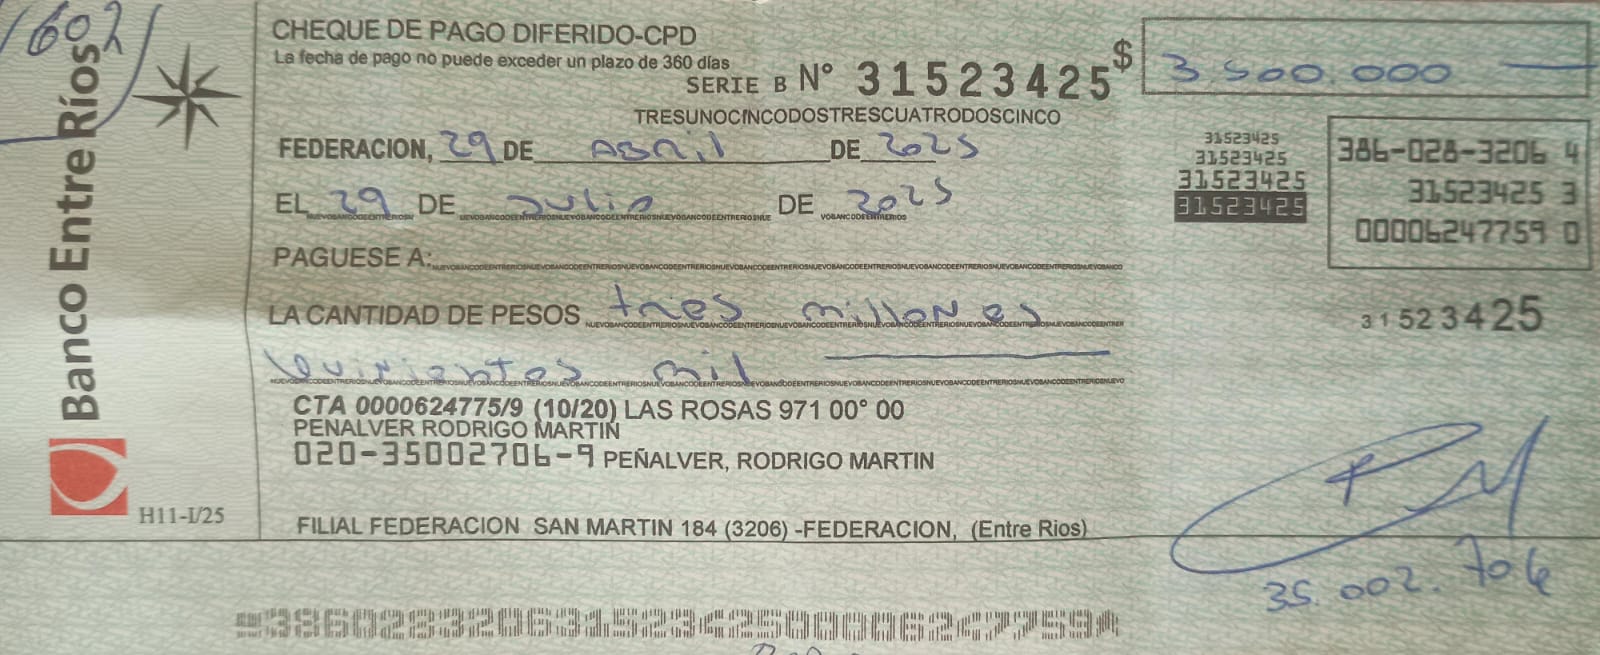 1602
Banco Entre Ríos
H11-I/25
CHEQUE DE PAGO DIFERIDO-CPD
La fecha de pago no puede exceder un plazo de 360 días
SERIE B N° 31523425
$ 3.500.000
TRESUNOCINCODOSTRESCUATRODOSCINCO
FEDERACION, 29 DE Abril DE 2025
EL 29 DE Julio DE 2025
NUEVOBANCODEENTRERIOSNUEVOBANCODEENTRERIOSNUEVOBANCODEENTRERIOSNUE VOBANCODEENTRERIOS
31523425
31523425
31523425
31523425
386-028-3206 4
31523425 3
00006247759 0
PAGUESE A:
LA CANTIDAD DE PESOS tres millones
31523425
Quinientos mil
CTA 0000624775/9 (10/20) LAS ROSAS 971 00° 00
PENALVER RODRIGO MARTIN
020-35002706-9 PEÑALVER, RODRIGO MARTIN
FILIAL FEDERACION SAN MARTIN 184 (3206) -FEDERACION, (Entre Rios)
35.002.706
38602832063152342500006247759